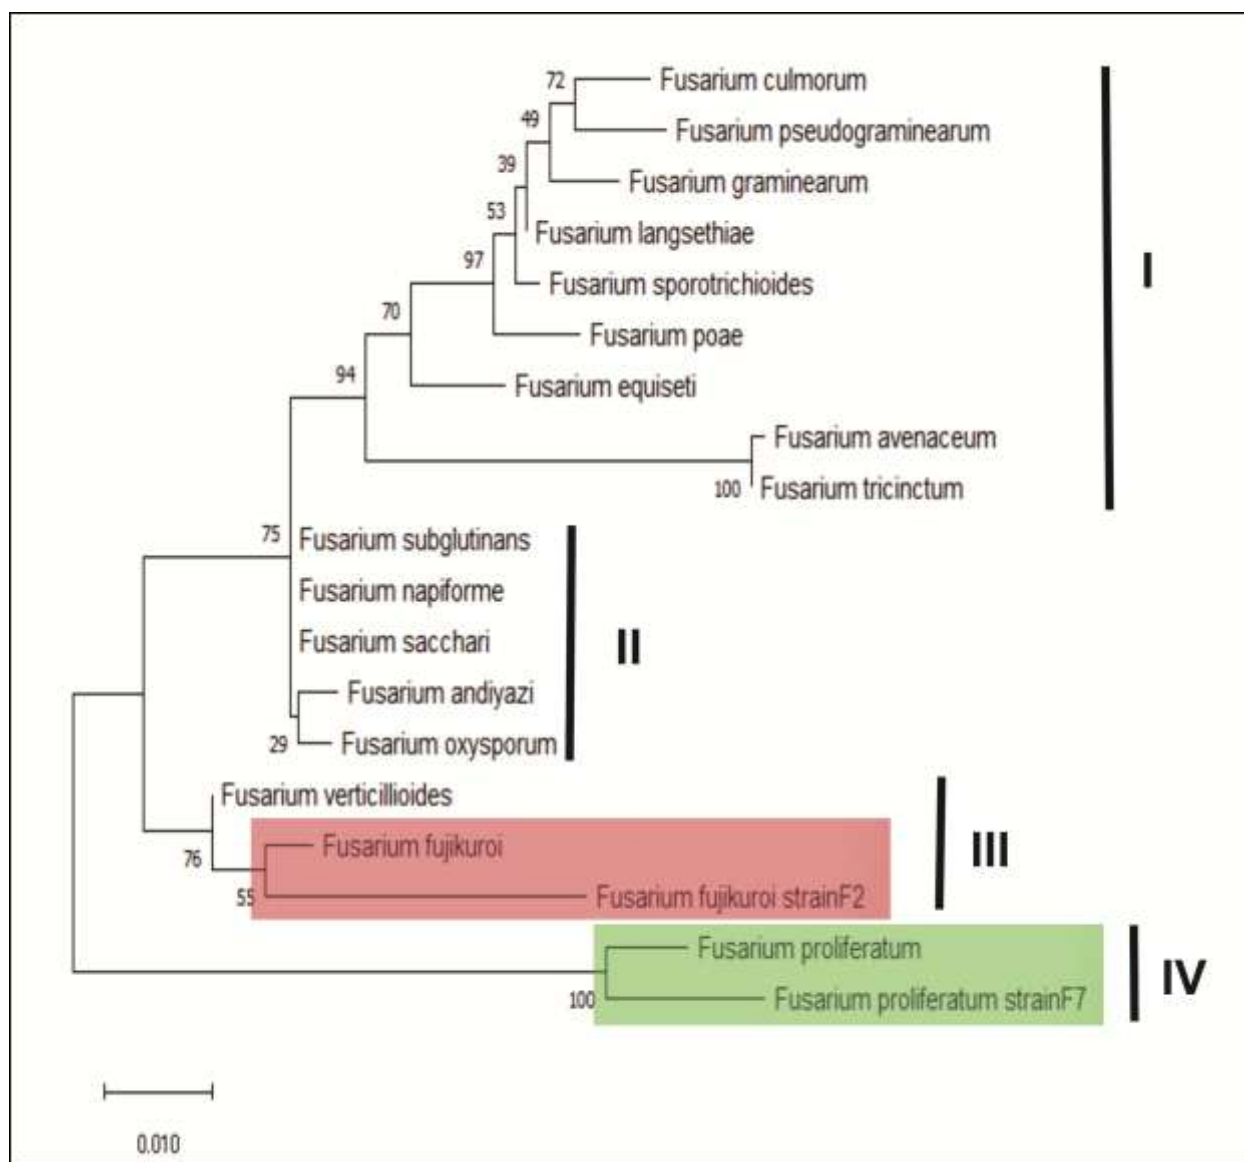 72
Fusarium culmorum
49
Fusarium pseudograminearum
39
Fusarium graminearum
53
Fusarium langsethiae
97
Fusarium sporotrichioides
I
70
Fusarium poae
94
Fusarium equiseti
Fusarium avenaceum
100
Fusarium tricinctum
75
Fusarium subglutinans
Fusarium napiforme
Fusarium sacchari
II
Fusarium andiyazi
29
Fusarium oxysporum
Fusarium verticillioides
76
Fusarium fujikuroi
III
55
Fusarium fujikuroi strainF2
Fusarium proliferatum
IV
100
Fusarium proliferatum strainF7
0.010